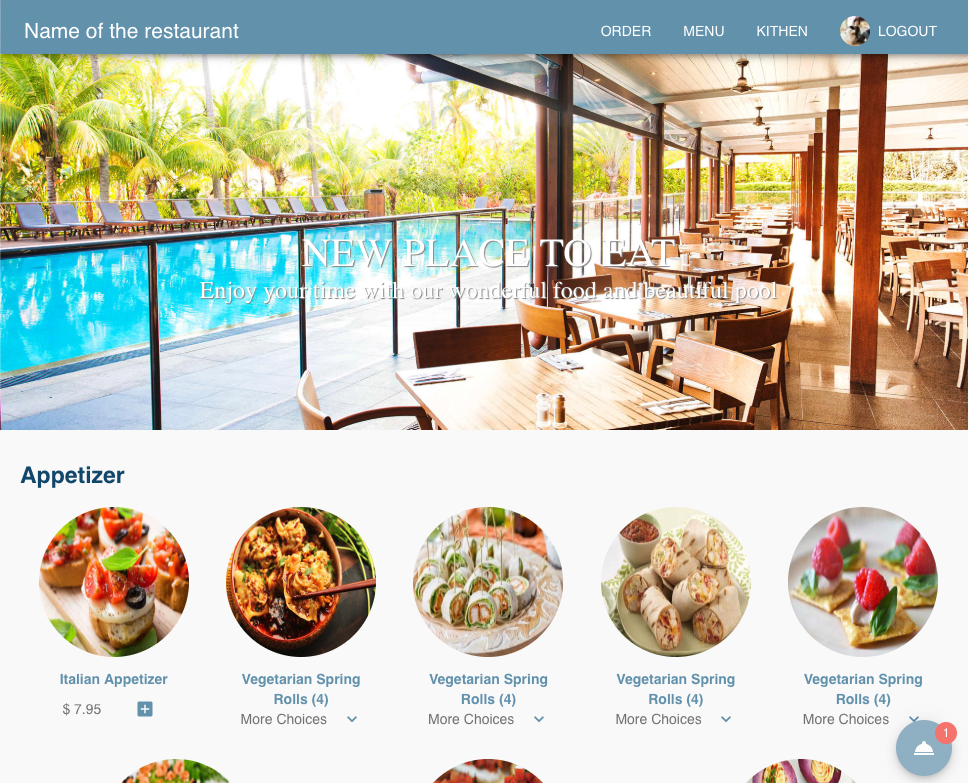 Name of the restaurant
ORDER MENU KITHEN LOGOUT
NEW PLACE TO EAT
Enjoy your time with our wonderful food and beautiful pool
Appetizer
Italian Appetizer
$ 7.95
Vegetarian Spring
Rolls (4)
More Choices
Vegetarian Spring
Rolls (4)
More Choices
Vegetarian Spring
Rolls (4)
More Choices
Vegetarian Spring
Rolls (4)
More Choices
1